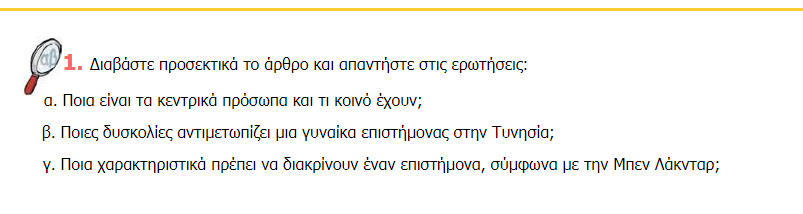 αβ
1. Διαβάστε προσεκτικά το άρθρο και απαντήστε στις ερωτήσεις:
α. Ποια είναι τα κεντρικά πρόσωπα και τι κοινό έχουν;
β. Ποιες δυσκολίες αντιμετωπίζει μια γυναίκα επιστήμονας στην Τυνησία;
γ. Ποια χαρακτηριστικά πρέπει να διακρίνουν έναν επιστήμονα, σύμφωνα με την Μπεν Λάκνταρ;